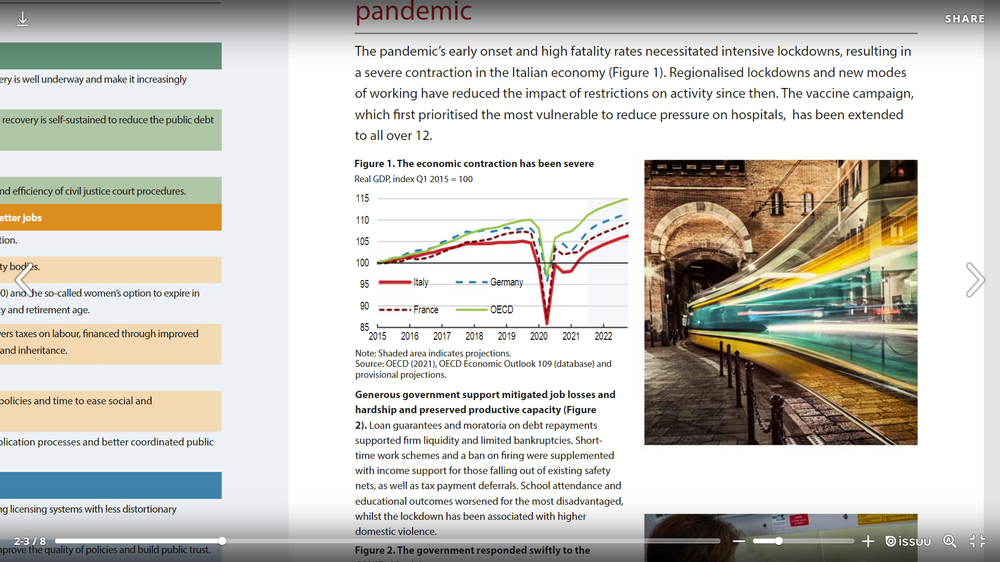 SHARE
ery is well underway and make it increasingly
recovery is self-sustained to reduce the public debt
nd efficiency of civil justice court procedures.
etter jobs
tion.
ty bodies.
0) and the so-called women's option to expire in
cy and retirement age.
ers taxes on labour, financed through improved
and inheritance.
policies and time to ease social and
plication processes and better coordinated public
ng licensing systems with less distortionary
prove the quality of policies and build public trust.
pandemic
The pandemic's early onset and high fatality rates necessitated intensive lockdowns, resulting in
a severe contraction in the Italian economy (Figure 1). Regionalised lockdowns and new modes
of working have reduced the impact of restrictions on activity since then. The vaccine campaign,
which first prioritised the most vulnerable to reduce pressure on hospitals,  has been extended
to all over 12.
Figure 1. The economic contraction has been severe
Real GDP, index Q1 2015 = 100
115
110
105
100
95
90
85
Italy
Germany
France
OECD
2015 2016 2017 2018 2019 2020 2021 2022
Note: Shaded area indicates projections.
Source: OECD (2021), OECD Economic Outlook 109 (database) and
provisional projections.
Generous government support mitigated job losses and
hardship and preserved productive capacity (Figure
2). Loan guarantees and moratoria on debt repayments
supported firm liquidity and limited bankruptcies. Short-
time work schemes and a ban on firing were supplemented
with income support for those falling out of existing safety
nets, as well as tax payment deferrals. School attendance and
educational outcomes worsened for the most disadvantaged,
whilst the lockdown has been associated with higher
domestic violence.
Figure 2. The government responded swiftly to the
2-3 / 8
issuu